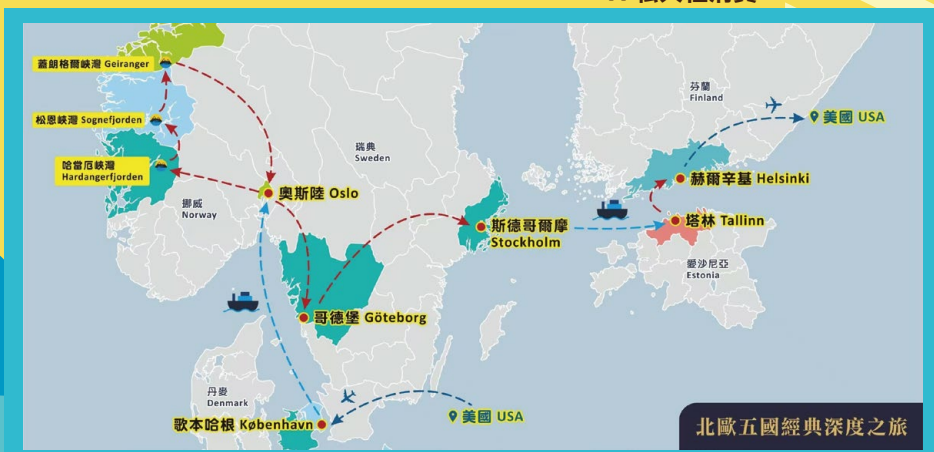 蓋朗格爾峽灣 Geiranger
松恩峽灣 Sognefjorden
哈當厄峽灣
Hardangerfjorden
挪威
Norway
奧斯陸 Oslo
瑞典
Sweden
斯德哥爾摩
Stockholm
芬蘭
Finland
美國 USA
赫爾辛基 Helsinki
塔林 Tallinn
愛沙尼亞
Estonia
哥德堡 Göteborg
丹麥
Denmark
歌本哈根 København
美國 USA
北歐五國經典深度之旅